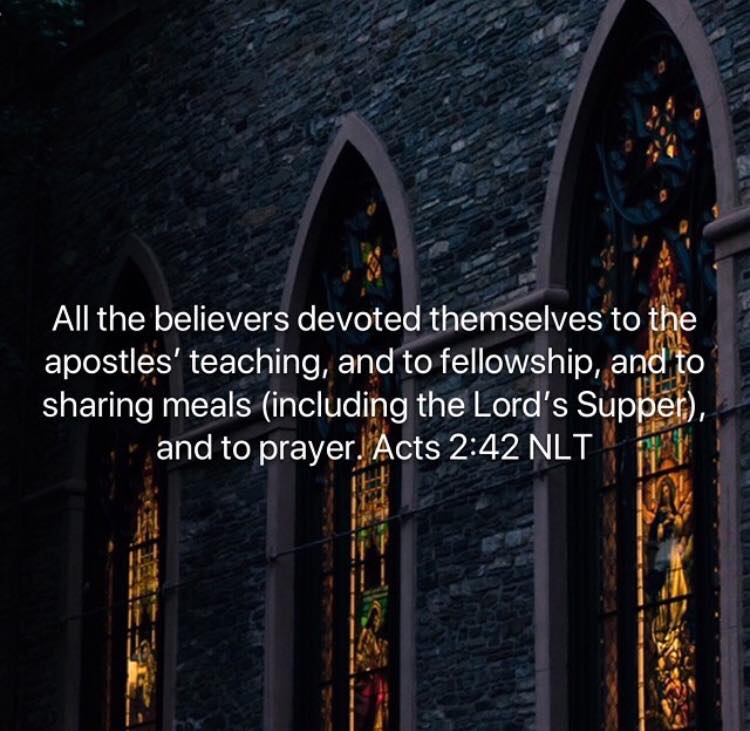 All the believers devoted themselves to the
apostles’ teaching, and to fellowship, and to
sharing meals (including the Lord’s Supper),
and to prayer. Acts 2:42 NLT